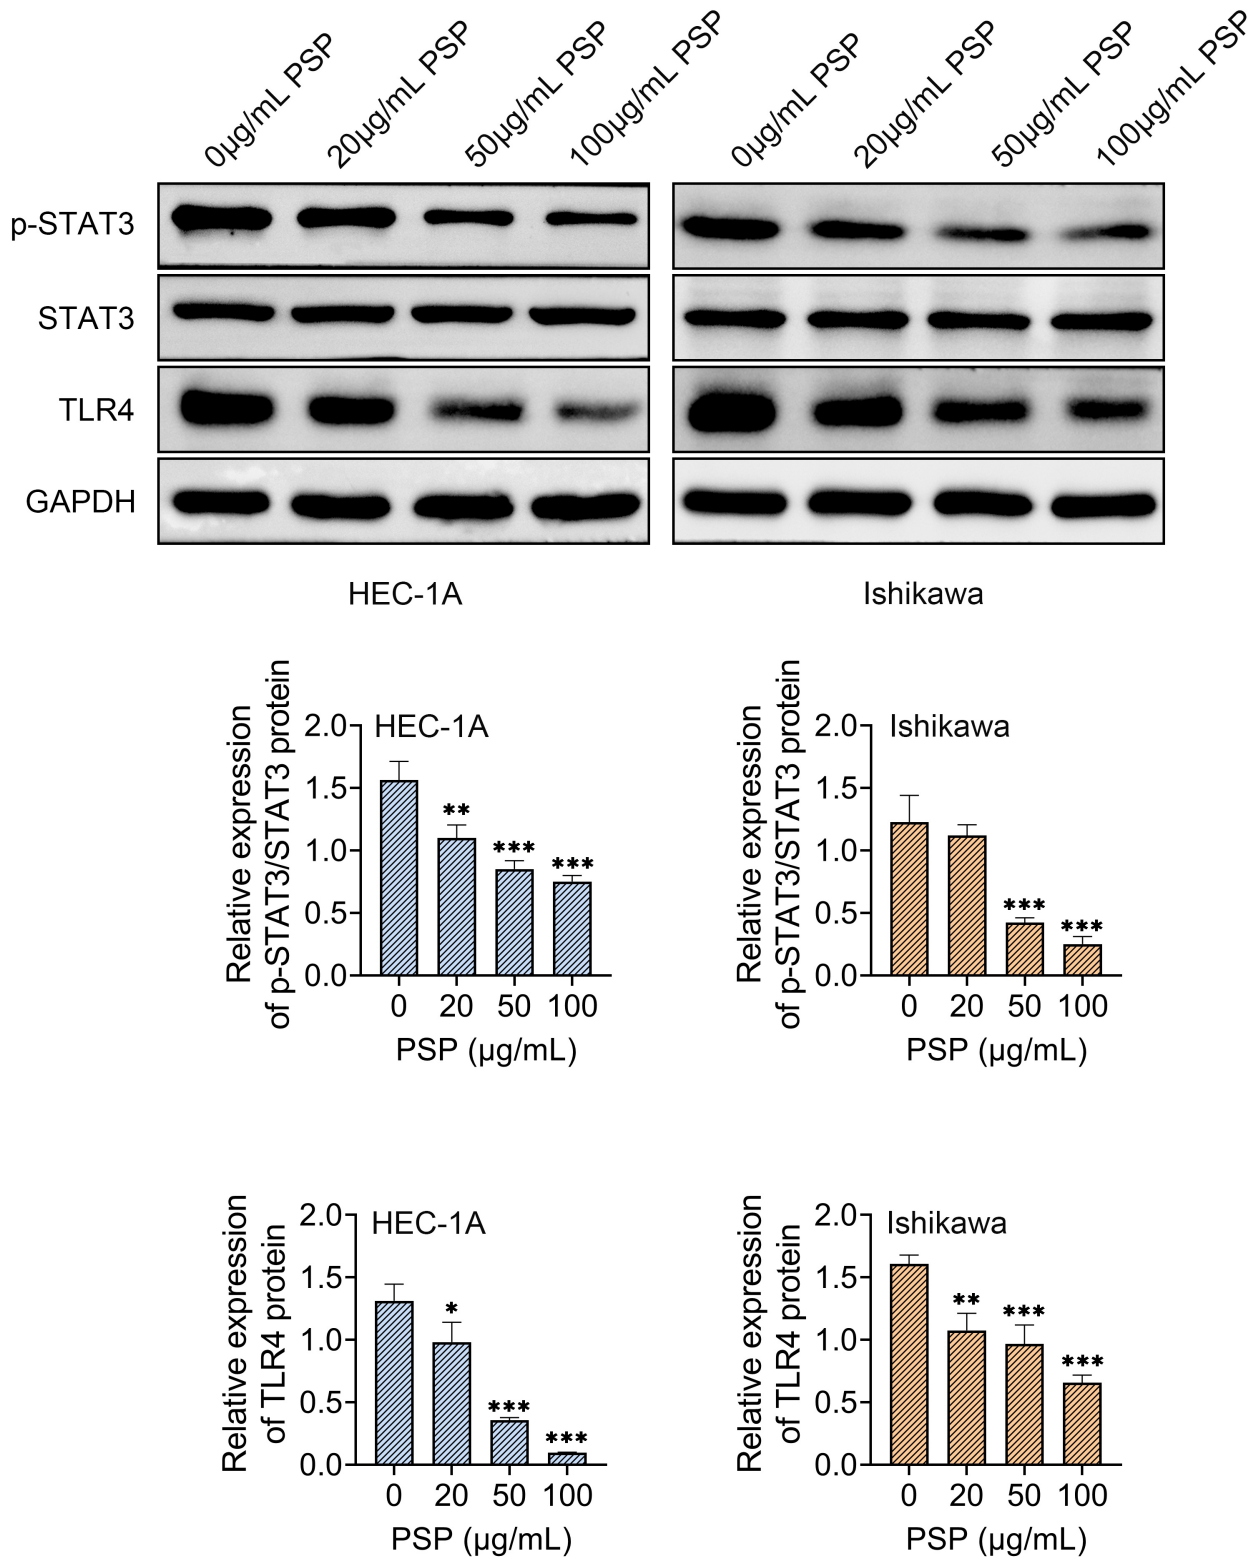 0µg/mL PSP
20µg/mL PSP
50µg/mL PSP
100µg/mL PSP
0µg/mL PSP
20µg/mL PSP
50µg/mL PSP
100µg/mL PSP
p-STAT3
STAT3
TLR4
GAPDH
HEC-1A
Ishikawa
Relative expression
of p-STAT3/STAT3 protein
HEC-1A
2.0
1.5
1.0
0.5
0.0
**
***
***
0 20 50 100
PSP (µg/mL)
Relative expression
of p-STAT3/STAT3 protein
Ishikawa
2.0
1.5
1.0
0.5
0.0
***
***
0 20 50 100
PSP (µg/mL)
Relative expression
of TLR4 protein
HEC-1A
2.0
1.5
1.0
0.5
0.0
*
***
***
0 20 50 100
PSP (µg/mL)
Relative expression
of TLR4 protein
Ishikawa
2.0
1.5
1.0
0.5
0.0
**
***
***
0 20 50 100
PSP (µg/mL)